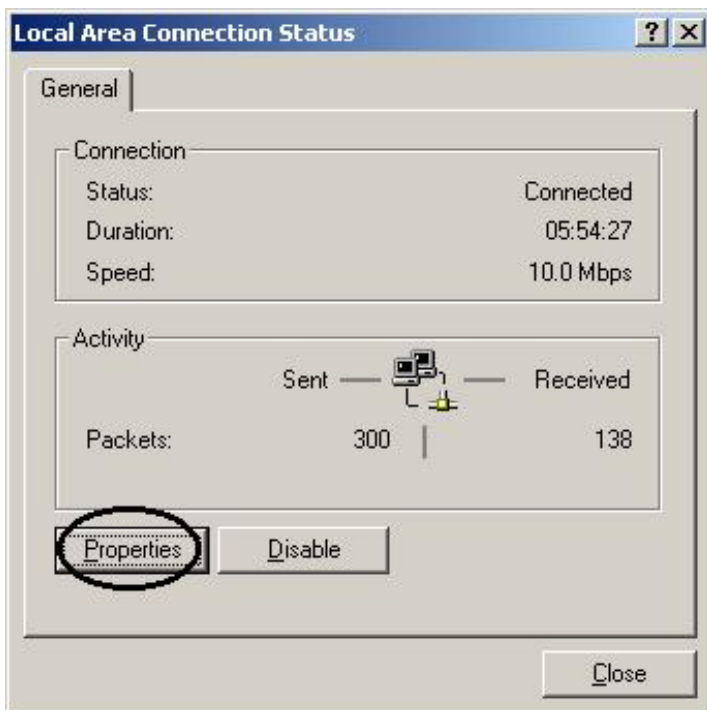 Local Area Connection Status
General
Connection
Status: Connected
Duration: 05:54:27
Speed: 10.0 Mbps
Activity
Sent Received
Packets: 300 138
Properties Disable
Close